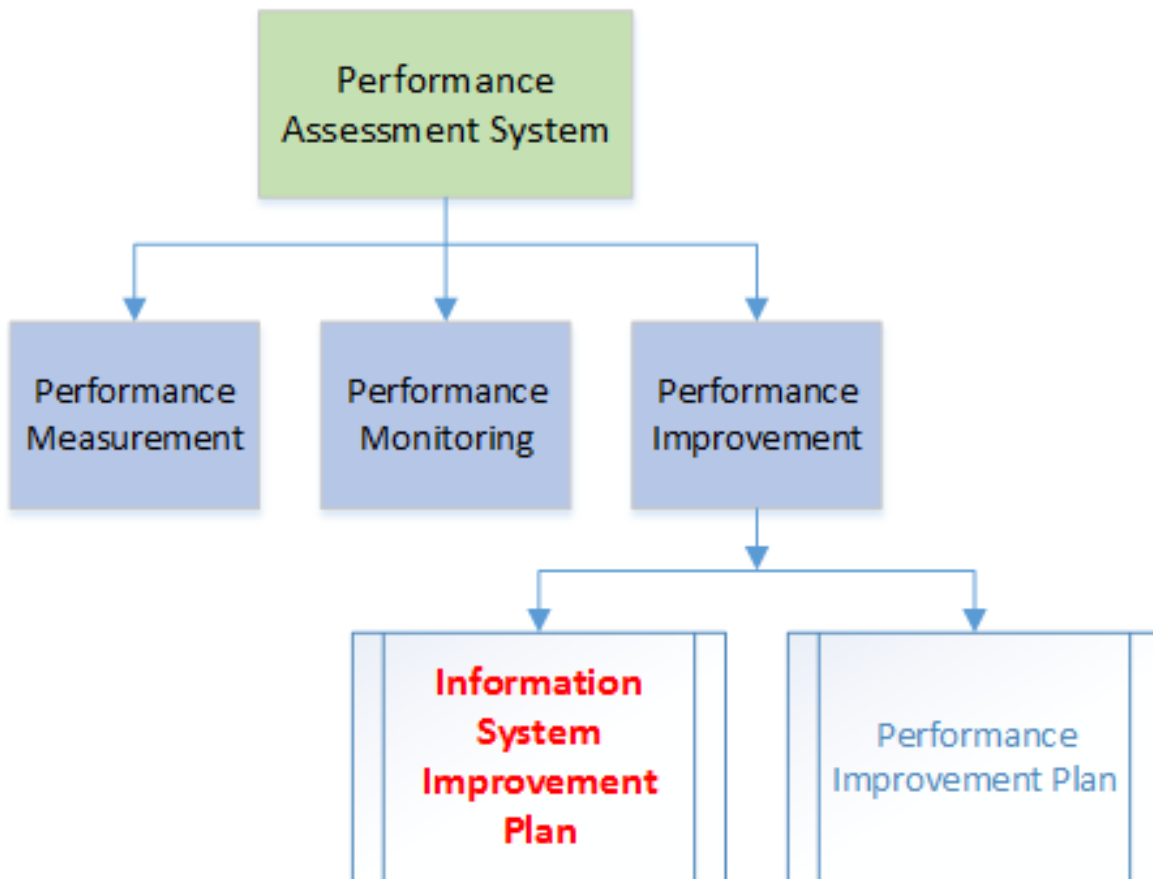 Performance
Assessment System
Performance
Measurement
Performance
Monitoring
Performance
Improvement
Information
System
Improvement
Plan
Performance
Improvement Plan